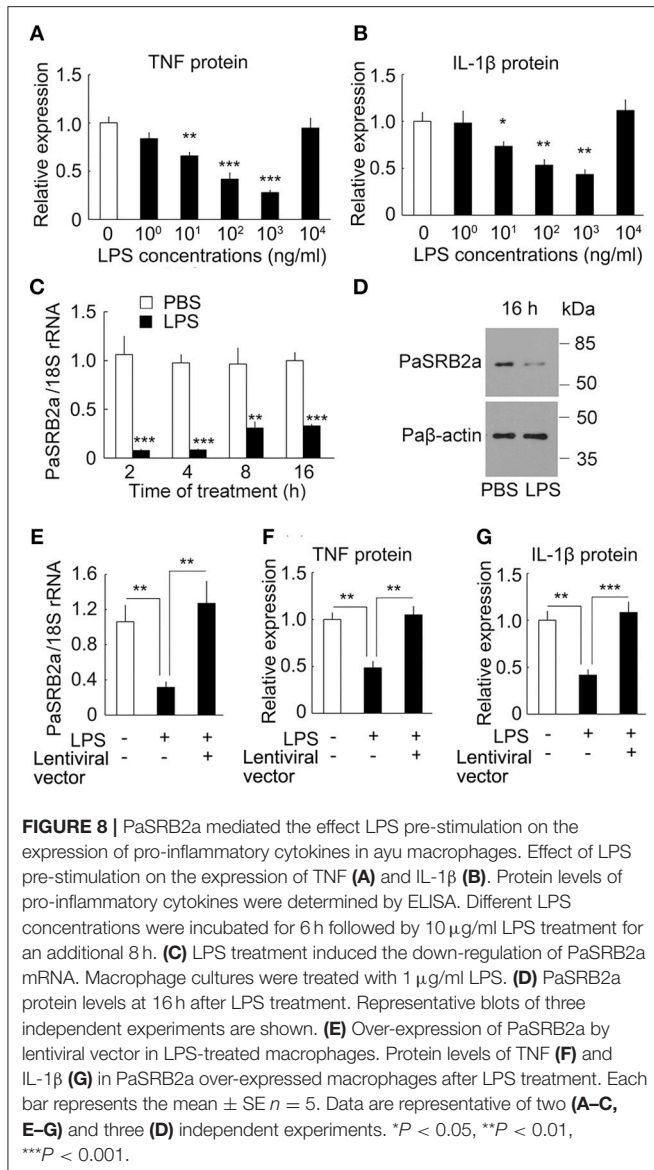 A
TNF protein
Relative expression
1.5
1.0
0.5
0
**
***
***
0 10⁰ 10¹ 10² 10³ 10⁴
LPS concentrations (ng/ml)
B
IL-1β protein
Relative expression
1.5
1.0
0.5
0
*
**
**
0 10⁰ 10¹ 10² 10³ 10⁴
LPS concentrations (ng/ml)
C
PBS
LPS
PaSRB2a/18S rRNA
1.5
1.0
0.5
0
***
***
**
***
2 4 8 16
Time of treatment (h)
D
16 h kDa
PaSRB2a
85
50
Paβ-actin
50
35
PBS LPS
E
PaSRB2a/18S rRNA
1.6
1.2
0.8
0.4
0
**
**
LPS - + +
Lentiviral - - +
vector
F
TNF protein
Relative expression
1.5
1.0
0.5
0
**
**
LPS - + +
Lentiviral - - +
vector
G
IL-1β protein
Relative expression
1.5
1.0
0.5
0
**
***
LPS - + +
Lentiviral - - +
vector
FIGURE 8 | PaSRB2a mediated the effect LPS pre-stimulation on the
expression of pro-inflammatory cytokines in ayu macrophages. Effect of LPS
pre-stimulation on the expression of TNF (A) and IL-1β (B). Protein levels of
pro-inflammatory cytokines were determined by ELISA. Different LPS
concentrations were incubated for 6 h followed by 10 μg/ml LPS treatment for
an additional 8 h. (C) LPS treatment induced the down-regulation of PaSRB2a
mRNA. Macrophage cultures were treated with 1 μg/ml LPS. (D) PaSRB2a
protein levels at 16 h after LPS treatment. Representative blots of three
independent experiments are shown. (E) Over-expression of PaSRB2a by
lentiviral vector in LPS-treated macrophages. Protein levels of TNF (F) and
IL-1β (G) in PaSRB2a over-expressed macrophages after LPS treatment. Each
bar represents the mean ± SE n = 5. Data are representative of two (A–C,
E–G) and three (D) independent experiments. *P < 0.05, **P < 0.01,
***P < 0.001.